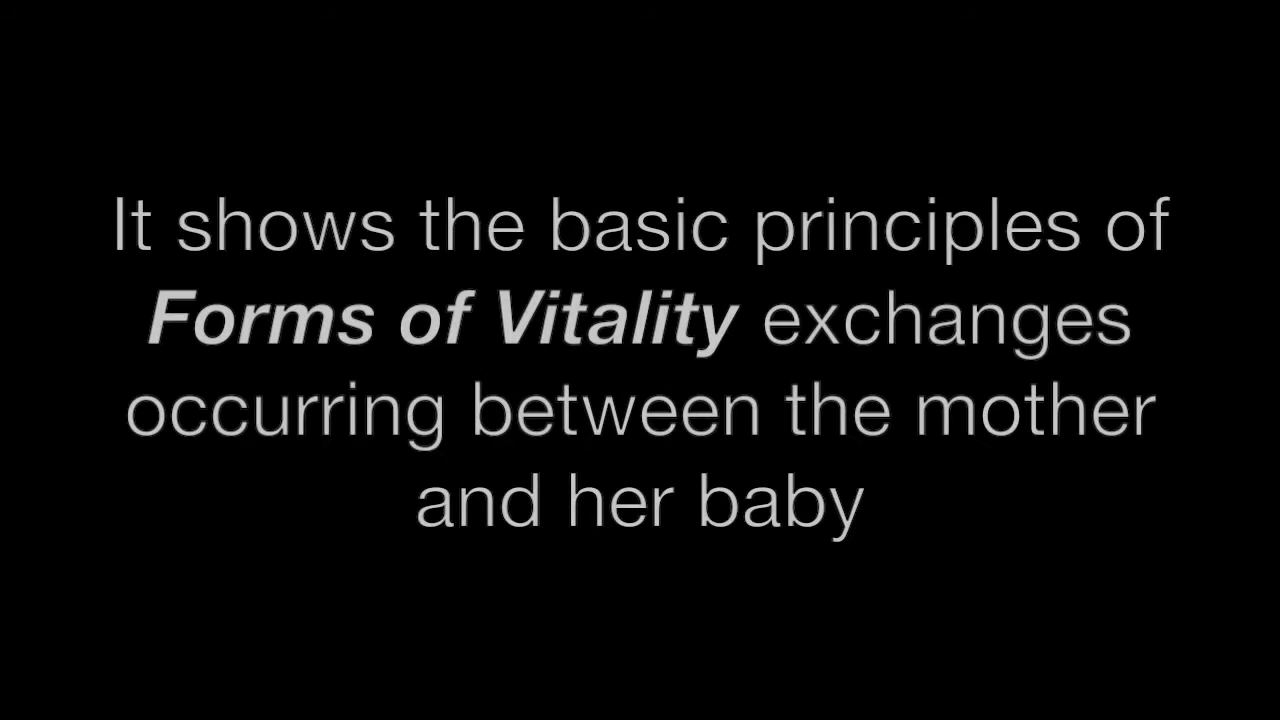 It shows the basic principles of
Forms of Vitality exchanges
occurring between the mother
and her baby